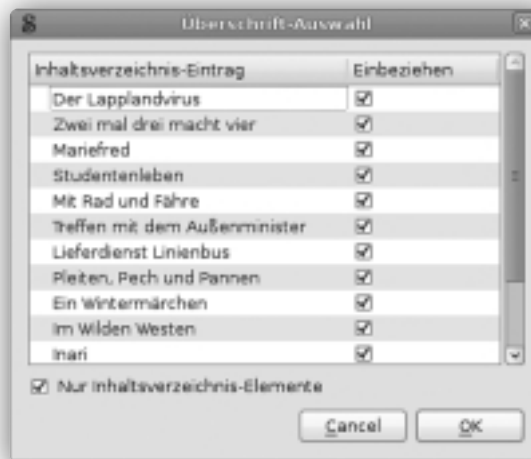 Überschrift-Auswahl
Inhaltsverzeichnis-Eintrag Einbeziehen
Der Lapplandvirus
Zwei mal drei macht vier
Mariefred
Studentenleben
Mit Rad und Fähre
Treffen mit dem Außenminister
Lieferdienst Linienbus
Pleiten, Pech und Pannen
Ein Wintermärchen
Im Wilden Westen
Inari
Nur Inhaltsverzeichnis-Elemente
Cancel OK